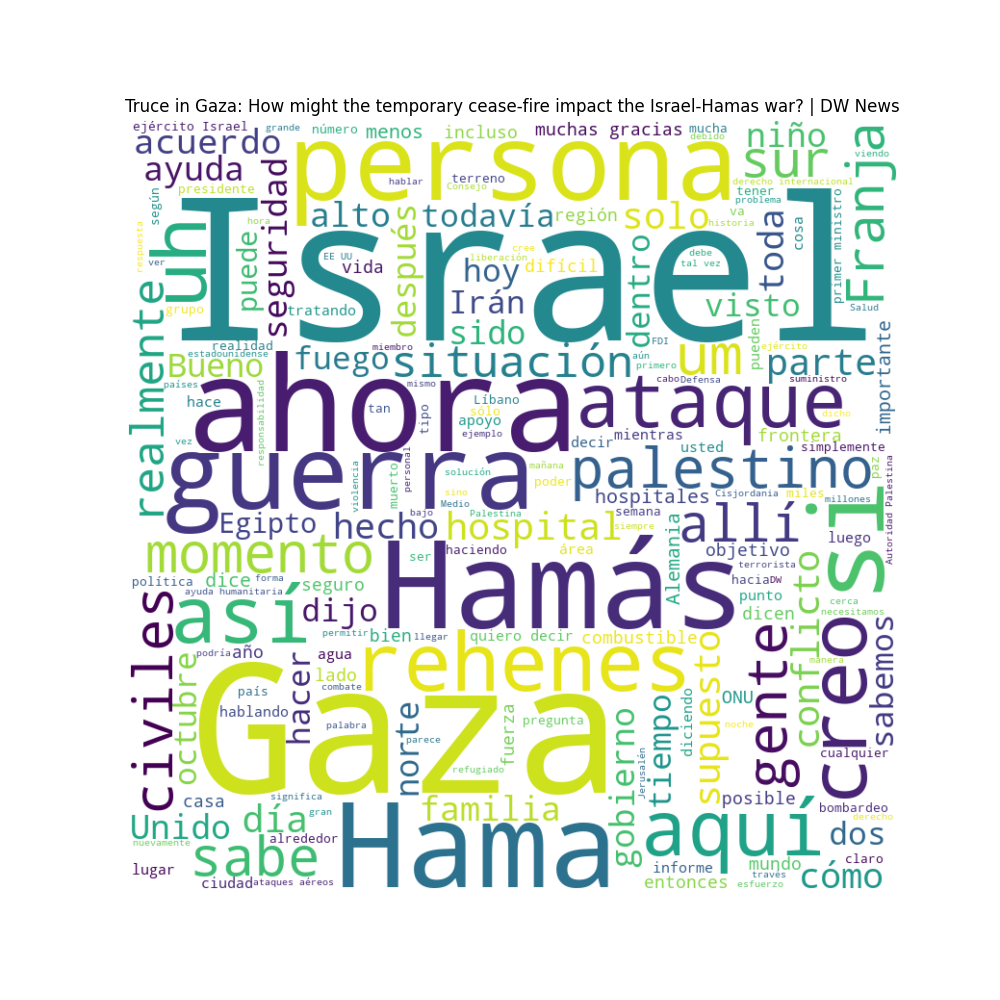 Truce in Gaza: How might the temporary cease-fire impact the Israel-Hamas war? | DW News
ejército Israel
grande
número
menos
incluso
muchas gracias
mucha
debido
niño
viendo
acuerdo
persona
sur
Franja
ayuda
seguridad
hablar
Consejo
terreno
derecho internacional
tener
problema
presidente
según
respuesta
hora
uh
Israel
alto
todavía
región
solo
va
historia
toda
cosa
primer ministro
ver
puede
después
EE UU
vida
cree
liberación
hoy
difícil
dentro
debe
tal vez
visto
Salud
grupo
tratando
Irán
sido
realmente
realidad
estadounidense
miembro
FDI
aún
primero
pueden
ejército
importante
Bueno
fuego
situación
um
parte
países
hace
ahora
mismo
tan
tipo
Líbano
sólo
apoyo
ejemplo
cabo
Defensa
suministro
ataque
dicho
vez
responsabilidad
decir
mientras
usted
frontera
simplemente
guerra
violencia
muerto
personal
solución
mañana
poder
palestino
paz
Autoridad Palestina
sino
Medio
hospitales
Cisjordania
miles
millones
bajo
Palestina
semana
siempre
si
Egipto
hecho
hospital
Alemania
allí
luego
momento
ser
haciendo
área
objetivo
terrorista
política
dice
forma
ayuda humanitaria
seguro
Hamás
hacia
DW
punto
conflicto
civiles
así
dijo
dicen
cerca
necesitamos
permitir
bien
llegar
quiero decir
combustible
podría
año
octubre
hacer
agua
lado
combate
rehenes
supuesto
gente
creo
manera
sabemos
país
hablando
palabra
norte
parece
fuerza
pregunta
diciendo
ONU
noche
cualquier
Gaza
refugiado
gobierno
Jerusalén
tiempo
casa
significa
gran
familia
posible
bombardeo
derecho
Unido
día
alrededor
Hama
aquí
dos
nuevamente
sabe
lugar
ciudad
ataques aéreos
informe
entonces
mundo
través
esfuerzo
claro
cómo